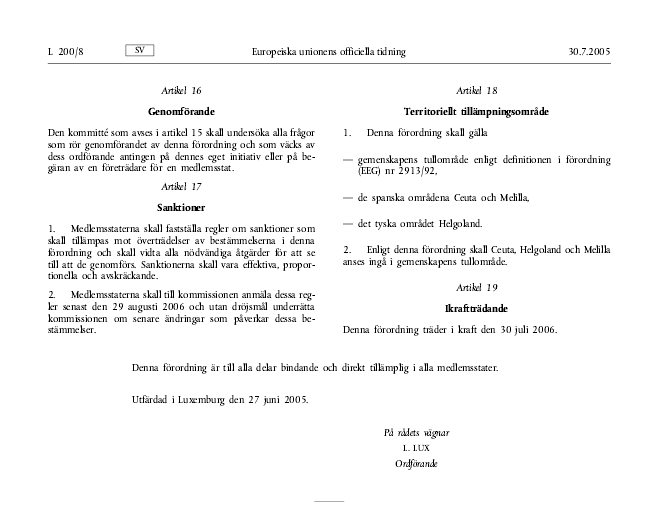 L 200/8
SV
Europeiska unionens officiella tidning
30.7.2005
Artikel 16
Genomförande
Den kommitté som avses i artikel 15 skall undersöka alla frågor
som rör genomförandet av denna förordning och som väcks av
dess ordförande antingen på dennes eget initiativ eller på be-
gäran av en företrädare för en medlemsstat.
Artikel 17
Sanktioner
1. Medlemsstaterna skall fastställa regler om sanktioner som
skall tillämpas mot överträdelser av bestämmelserna i denna
förordning och skall vidta alla nödvändiga åtgärder för att se
till att de genomförs. Sanktionerna skall vara effektiva, propor-
tionella och avskräckande.
2. Medlemsstaterna skall till kommissionen anmäla dessa reg-
ler senast den 29 augusti 2006 och utan dröjsmål underrätta
kommissionen om senare ändringar som påverkar dessa be-
stämmelser.
Artikel 18
Territoriellt tillämpningsområde
1. Denna förordning skall gälla
— gemenskapens tullområde enligt definitionen i förordning
(EEG) nr 2913/92,
— de spanska områdena Ceuta och Melilla,
— det tyska området Helgoland.
2. Enligt denna förordning skall Ceuta, Helgoland och Melilla
anses ingå i gemenskapens tullområde.
Artikel 19
Ikraftträdande
Denna förordning träder i kraft den 30 juli 2006.
Denna förordning är till alla delar bindande och direkt tillämplig i alla medlemsstater.
Utfärdad i Luxemburg den 27 juni 2005.
På rådets vägnar
L. LUX
Ordförande